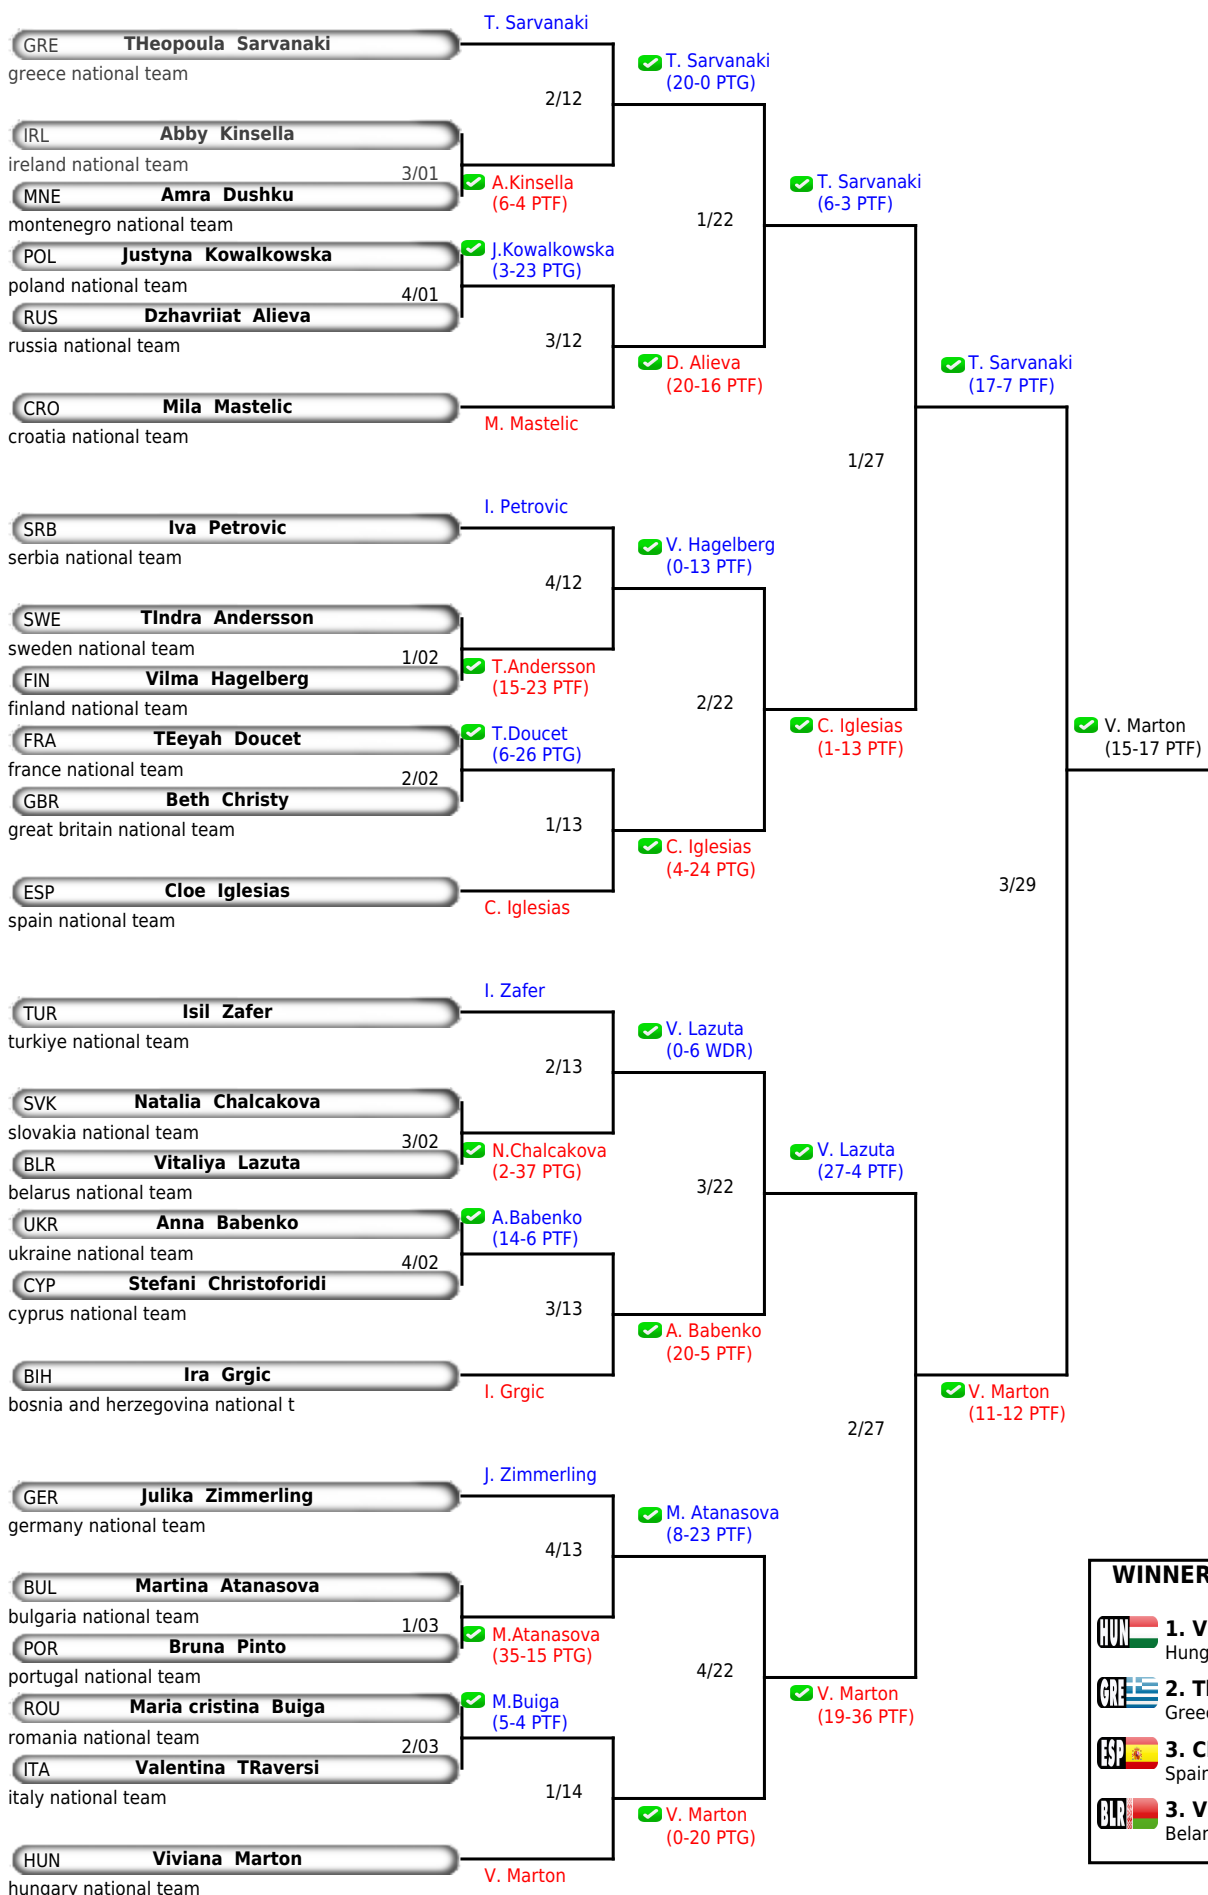 T. Sarvanaki
GRE THeopoula Sarvanaki
greece national team
T. Sarvanaki
(20-0 PTG)
2/12
IRL Abby Kinsella
ireland national team
3/01
A.Kinsella
(6-4 PTF)
MNE Amra Dushku
montenegro national team
T. Sarvanaki
(6-3 PTF)
1/22
POL Justyna Kowalkowska
poland national team
J.Kowalkowska
(3-23 PTG)
4/01
RUS Dzhavriiat Alieva
russia national team
3/12
D. Alieva
(20-16 PTF)
T. Sarvanaki
(17-7 PTF)
CRO Mila Mastelic
croatia national team
M. Mastelic
1/27
I. Petrovic
SRB Iva Petrovic
serbia national team
V. Hagelberg
(0-13 PTF)
4/12
SWE TIndra Andersson
sweden national team
1/02
T.Andersson
(15-23 PTF)
FIN Vilma Hagelberg
finland national team
2/22
C. Iglesias
(1-13 PTF)
V. Marton
(15-17 PTF)
FRA TEeyah Doucet
france national team
T.Doucet
(6-26 PTG)
2/02
GBR Beth Christy
great britain national team
1/13
C. Iglesias
(4-24 PTG)
ESP Cloe Iglesias
spain national team
C. Iglesias
3/29
I. Zafer
TUR Isil Zafer
turkiye national team
V. Lazuta
(0-6 WDR)
2/13
SVK Natalia Chalcakova
slovakia national team
3/02
N.Chalcakova
(2-37 PTG)
BLR Vitaliya Lazuta
belarus national team
V. Lazuta
(27-4 PTF)
3/22
UKR Anna Babenko
ukraine national team
A.Babenko
(14-6 PTF)
4/02
CYP Stefani Christoforidi
cyprus national team
3/13
A. Babenko
(20-5 PTF)
BIH Ira Grgic
bosnia and herzegovina national t
I. Grgic
V. Marton
(11-12 PTF)
2/27
J. Zimmerling
GER Julika Zimmerling
germany national team
M. Atanasova
(8-23 PTF)
4/13
BUL Martina Atanasova
bulgaria national team
1/03
M.Atanasova
(35-15 PTG)
POR Bruna Pinto
portugal national team
4/22
V. Marton
(19-36 PTF)
ROU Maria cristina Buiga
romania national team
M.Buiga
(5-4 PTF)
2/03
ITA Valentina TRaversi
italy national team
1/14
V. Marton
(0-20 PTG)
HUN Viviana Marton
hungary national team
V. Marton
WINNER
HUN 1. V
Hung
GRE 2. Tl
Greec
ESP 3. Cl
Spain
BLR 3. V
Belar